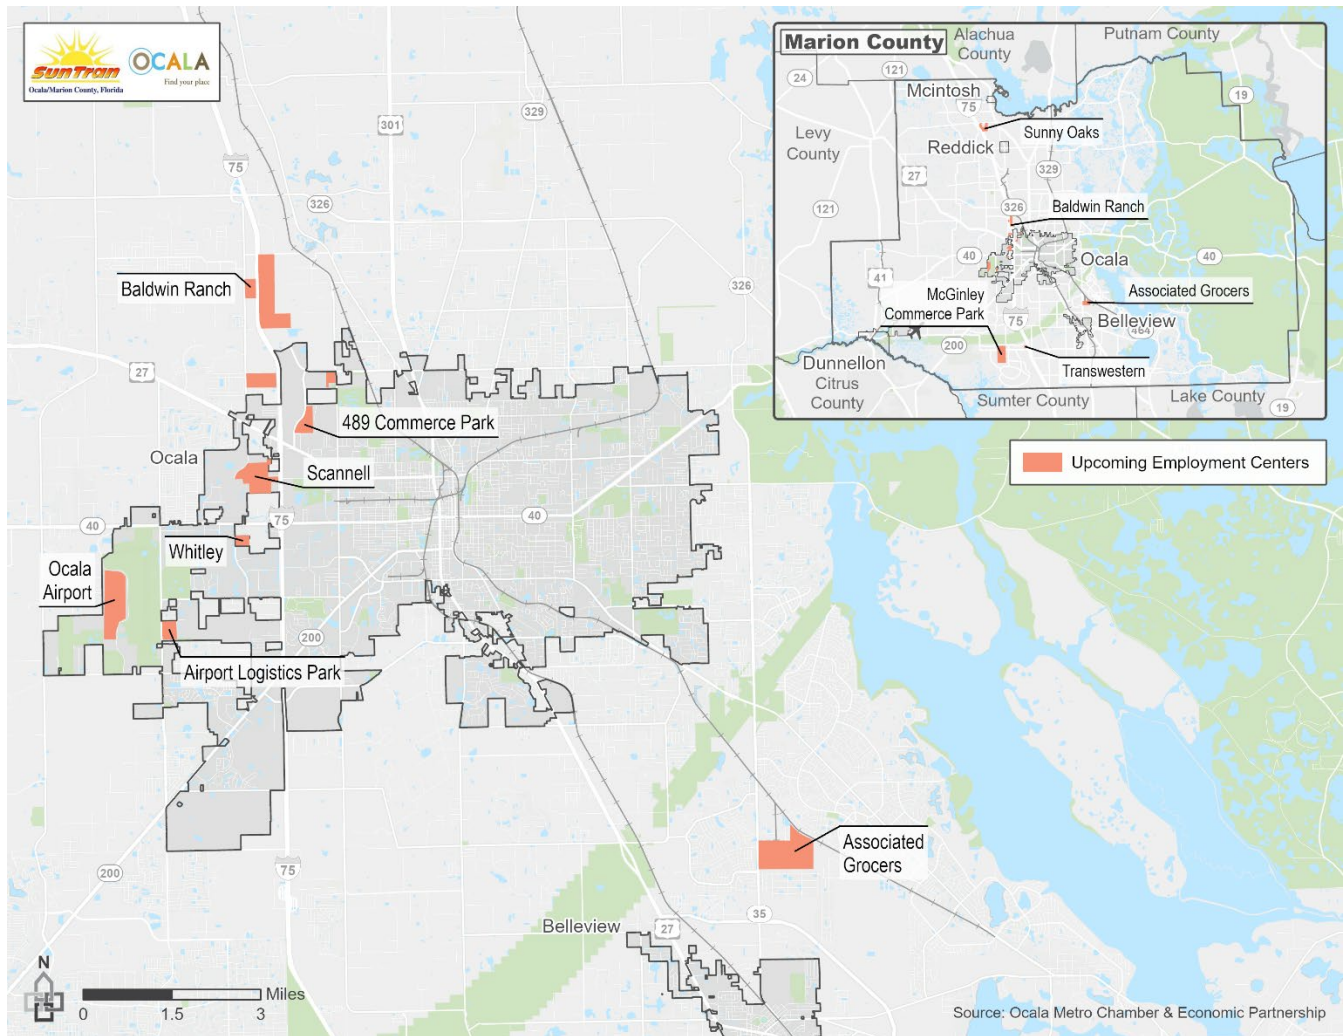 SunTran
Ocala/Marion County, Florida
OCALA
Find your place
301
329
75
326
326
326
Baldwin Ranch
27
489 Commerce Park
Ocala
Scannell
75
40
40
Whitley
Ocala
Airport
200
Airport Logistics Park
Associated
Grocers
75
200
35
Belleview
27
N
0
1.5
3
Miles
Marion County
Alachua
County
Putnam County
24
121
Mcintosh
75
19
Sunny Oaks
Levy
County
Reddick
329
27
121
326
Baldwin Ranch
40
Ocala
40
41
McGinley
Commerce Park
Associated Grocers
75
Belleview
464
200
Dunnellon
Transwestern
Citrus
County
Sumter County
Lake County
19
Upcoming Employment Centers
Source: Ocala Metro Chamber & Economic Partnership